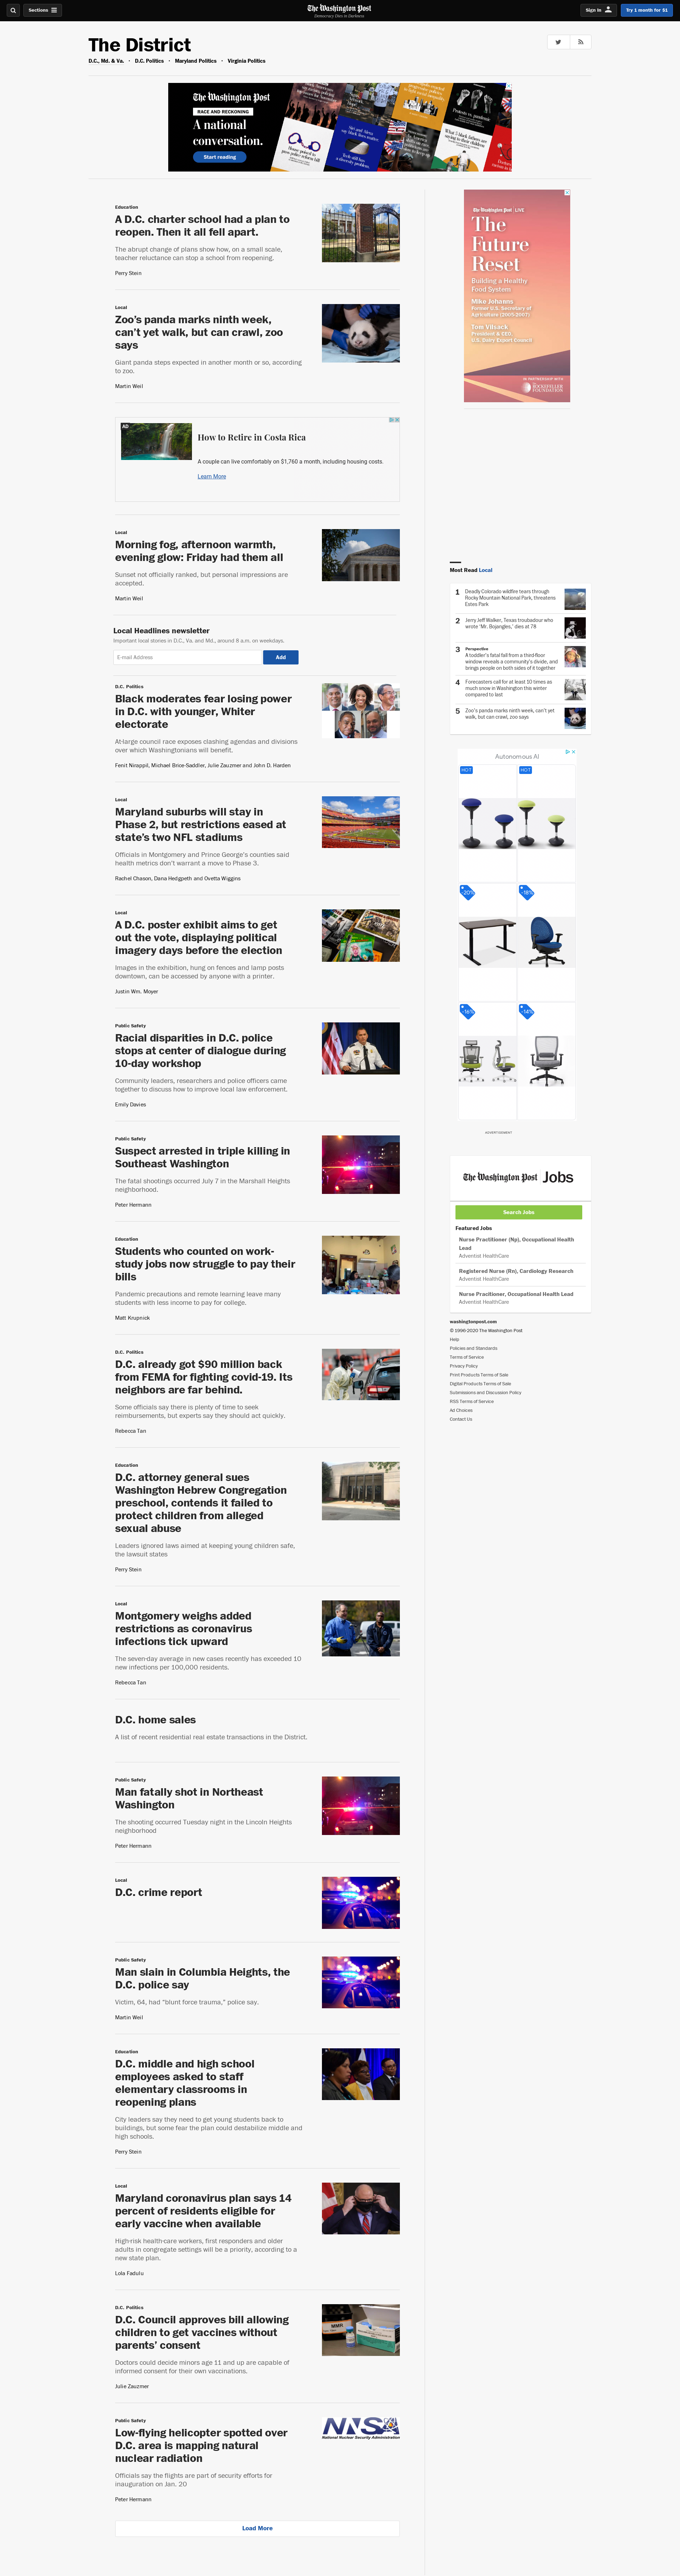 Sections
The Washington Post
Democracy Dies in Darkness
Sign in
Try 1 month for $1
The District
D.C., Md. & Va. • D.C. Politics • Maryland Politics • Virginia Politics
The Washington Post
RACE AND RECKONING
A national
conversation.
Start reading
Education
A D.C. charter school had a plan to
reopen. Then it all fell apart.
The abrupt change of plans show how, on a small scale,
teacher reluctance can stop a school from reopening.
Perry Stein
Local
Zoo’s panda marks ninth week,
can’t yet walk, but can crawl, zoo
says
Giant panda steps expected in another month or so, according
to zoo.
Martin Weil
AD
How to Retire in Costa Rica
A couple can live comfortably on $1,760 a month, including housing costs.
Learn More
Local
Morning fog, afternoon warmth,
evening glow: Friday had them all
Sunset not officially ranked, but personal impressions are
accepted.
Martin Weil
Local Headlines newsletter
Important local stories in D.C., Va. and Md., around 8 a.m. on weekdays.
E-mail Address
Add
D.C. Politics
Black moderates fear losing power
in D.C. with younger, Whiter
electorate
At-large council race exposes clashing agendas and divisions
over which Washingtonians will benefit.
Fenit Nirappil, Michael Brice-Saddler, Julie Zauzmer and John D. Harden
Local
Maryland suburbs will stay in
Phase 2, but restrictions eased at
state’s two NFL stadiums
Officials in Montgomery and Prince George’s counties said
health metrics don’t warrant a move to Phase 3.
Rachel Chason, Dana Hedgpeth and Ovetta Wiggins
Local
A D.C. poster exhibit aims to get
out the vote, displaying political
imagery days before the election
Images in the exhibition, hung on fences and lamp posts
downtown, can be accessed by anyone with a printer.
Justin Wm. Moyer
Public Safety
Racial disparities in D.C. police
stops at center of dialogue during
10-day workshop
Community leaders, researchers and police officers came
together to discuss how to improve local law enforcement.
Emily Davies
Public Safety
Suspect arrested in triple killing in
Southeast Washington
The fatal shootings occurred July 7 in the Marshall Heights
neighborhood.
Peter Hermann
Education
Students who counted on work-
study jobs now struggle to pay their
bills
Pandemic precautions and remote learning leave many
students with less income to pay for college.
Matt Krupnick
D.C. Politics
D.C. already got $90 million back
from FEMA for fighting covid-19. Its
neighbors are far behind.
Some officials say there is plenty of time to seek
reimbursements, but experts say they should act quickly.
Rebecca Tan
Education
D.C. attorney general sues
Washington Hebrew Congregation
preschool, contends it failed to
protect children from alleged
sexual abuse
Leaders ignored laws aimed at keeping young children safe,
the lawsuit states
Perry Stein
Local
Montgomery weighs added
restrictions as coronavirus
infections tick upward
The seven-day average in new cases recently has exceeded 10
new infections per 100,000 residents.
Rebecca Tan
D.C. home sales
A list of recent residential real estate transactions in the District.
Public Safety
Man fatally shot in Northeast
Washington
The shooting occurred Tuesday night in the Lincoln Heights
neighborhood
Peter Hermann
Local
D.C. crime report
Public Safety
Man slain in Columbia Heights, the
D.C. police say
Victim, 64, had “blunt force trauma,” police say.
Martin Weil
Education
D.C. middle and high school
employees asked to staff
elementary classrooms in
reopening plans
City leaders say they need to get young students back to
buildings, but some fear the plan could destabilize middle and
high schools.
Perry Stein
Local
Maryland coronavirus plan says 14
percent of residents eligible for
early vaccine when available
High-risk health-care workers, first responders and older
adults in congregate settings will be a priority, according to a
new state plan.
Lola Fadulu
D.C. Politics
D.C. Council approves bill allowing
children to get vaccines without
parents’ consent
Doctors could decide minors age 11 and up are capable of
informed consent for their own vaccinations.
Julie Zauzmer
MMR
Public Safety
Low-flying helicopter spotted over
D.C. area is mapping natural
nuclear radiation
Officials say the flights are part of security efforts for
inauguration on Jan. 20
Peter Hermann
NNSA
National Nuclear Security Administration
Load More
The Washington Post LIVE
The
Future
Reset
Building a Healthy
Food System
Mike Johanns
Former U.S. Secretary of
Agriculture (2005-2007)
Tom Vilsack
President & CEO,
U.S. Dairy Export Council
IN PARTNERSHIP WITH
The ROCKEFELLER
FOUNDATION
Most Read Local
1 Deadly Colorado wildfire tears through
Rocky Mountain National Park, threatens
Estes Park
2 Jerry Jeff Walker, Texas troubadour who
wrote ‘Mr. Bojangles,’ dies at 78
3 Perspective
A toddler’s fatal fall from a third-floor
window reveals a community’s divide, and
brings people on both sides of it together
4 Forecasters call for at least 10 times as
much snow in Washington this winter
compared to last
5 Zoo’s panda marks ninth week, can’t yet
walk, but can crawl, zoo says
Autonomous AI
HOT HOT
-20% -18%
-16% -14%
ADVERTISEMENT
The Washington Post Jobs
Search Jobs
Featured Jobs
Nurse Practitioner (Np), Occupational Health
Lead
Adventist HealthCare
Registered Nurse (Rn), Cardiology Research
Adventist HealthCare
Nurse Pracitioner, Occupational Health Lead
Adventist HealthCare
washingtonpost.com
© 1996-2020 The Washington Post
Help
Policies and Standards
Terms of Service
Privacy Policy
Print Products Terms of Sale
Digital Products Terms of Sale
Submissions and Discussion Policy
RSS Terms of Service
Ad Choices
Contact Us